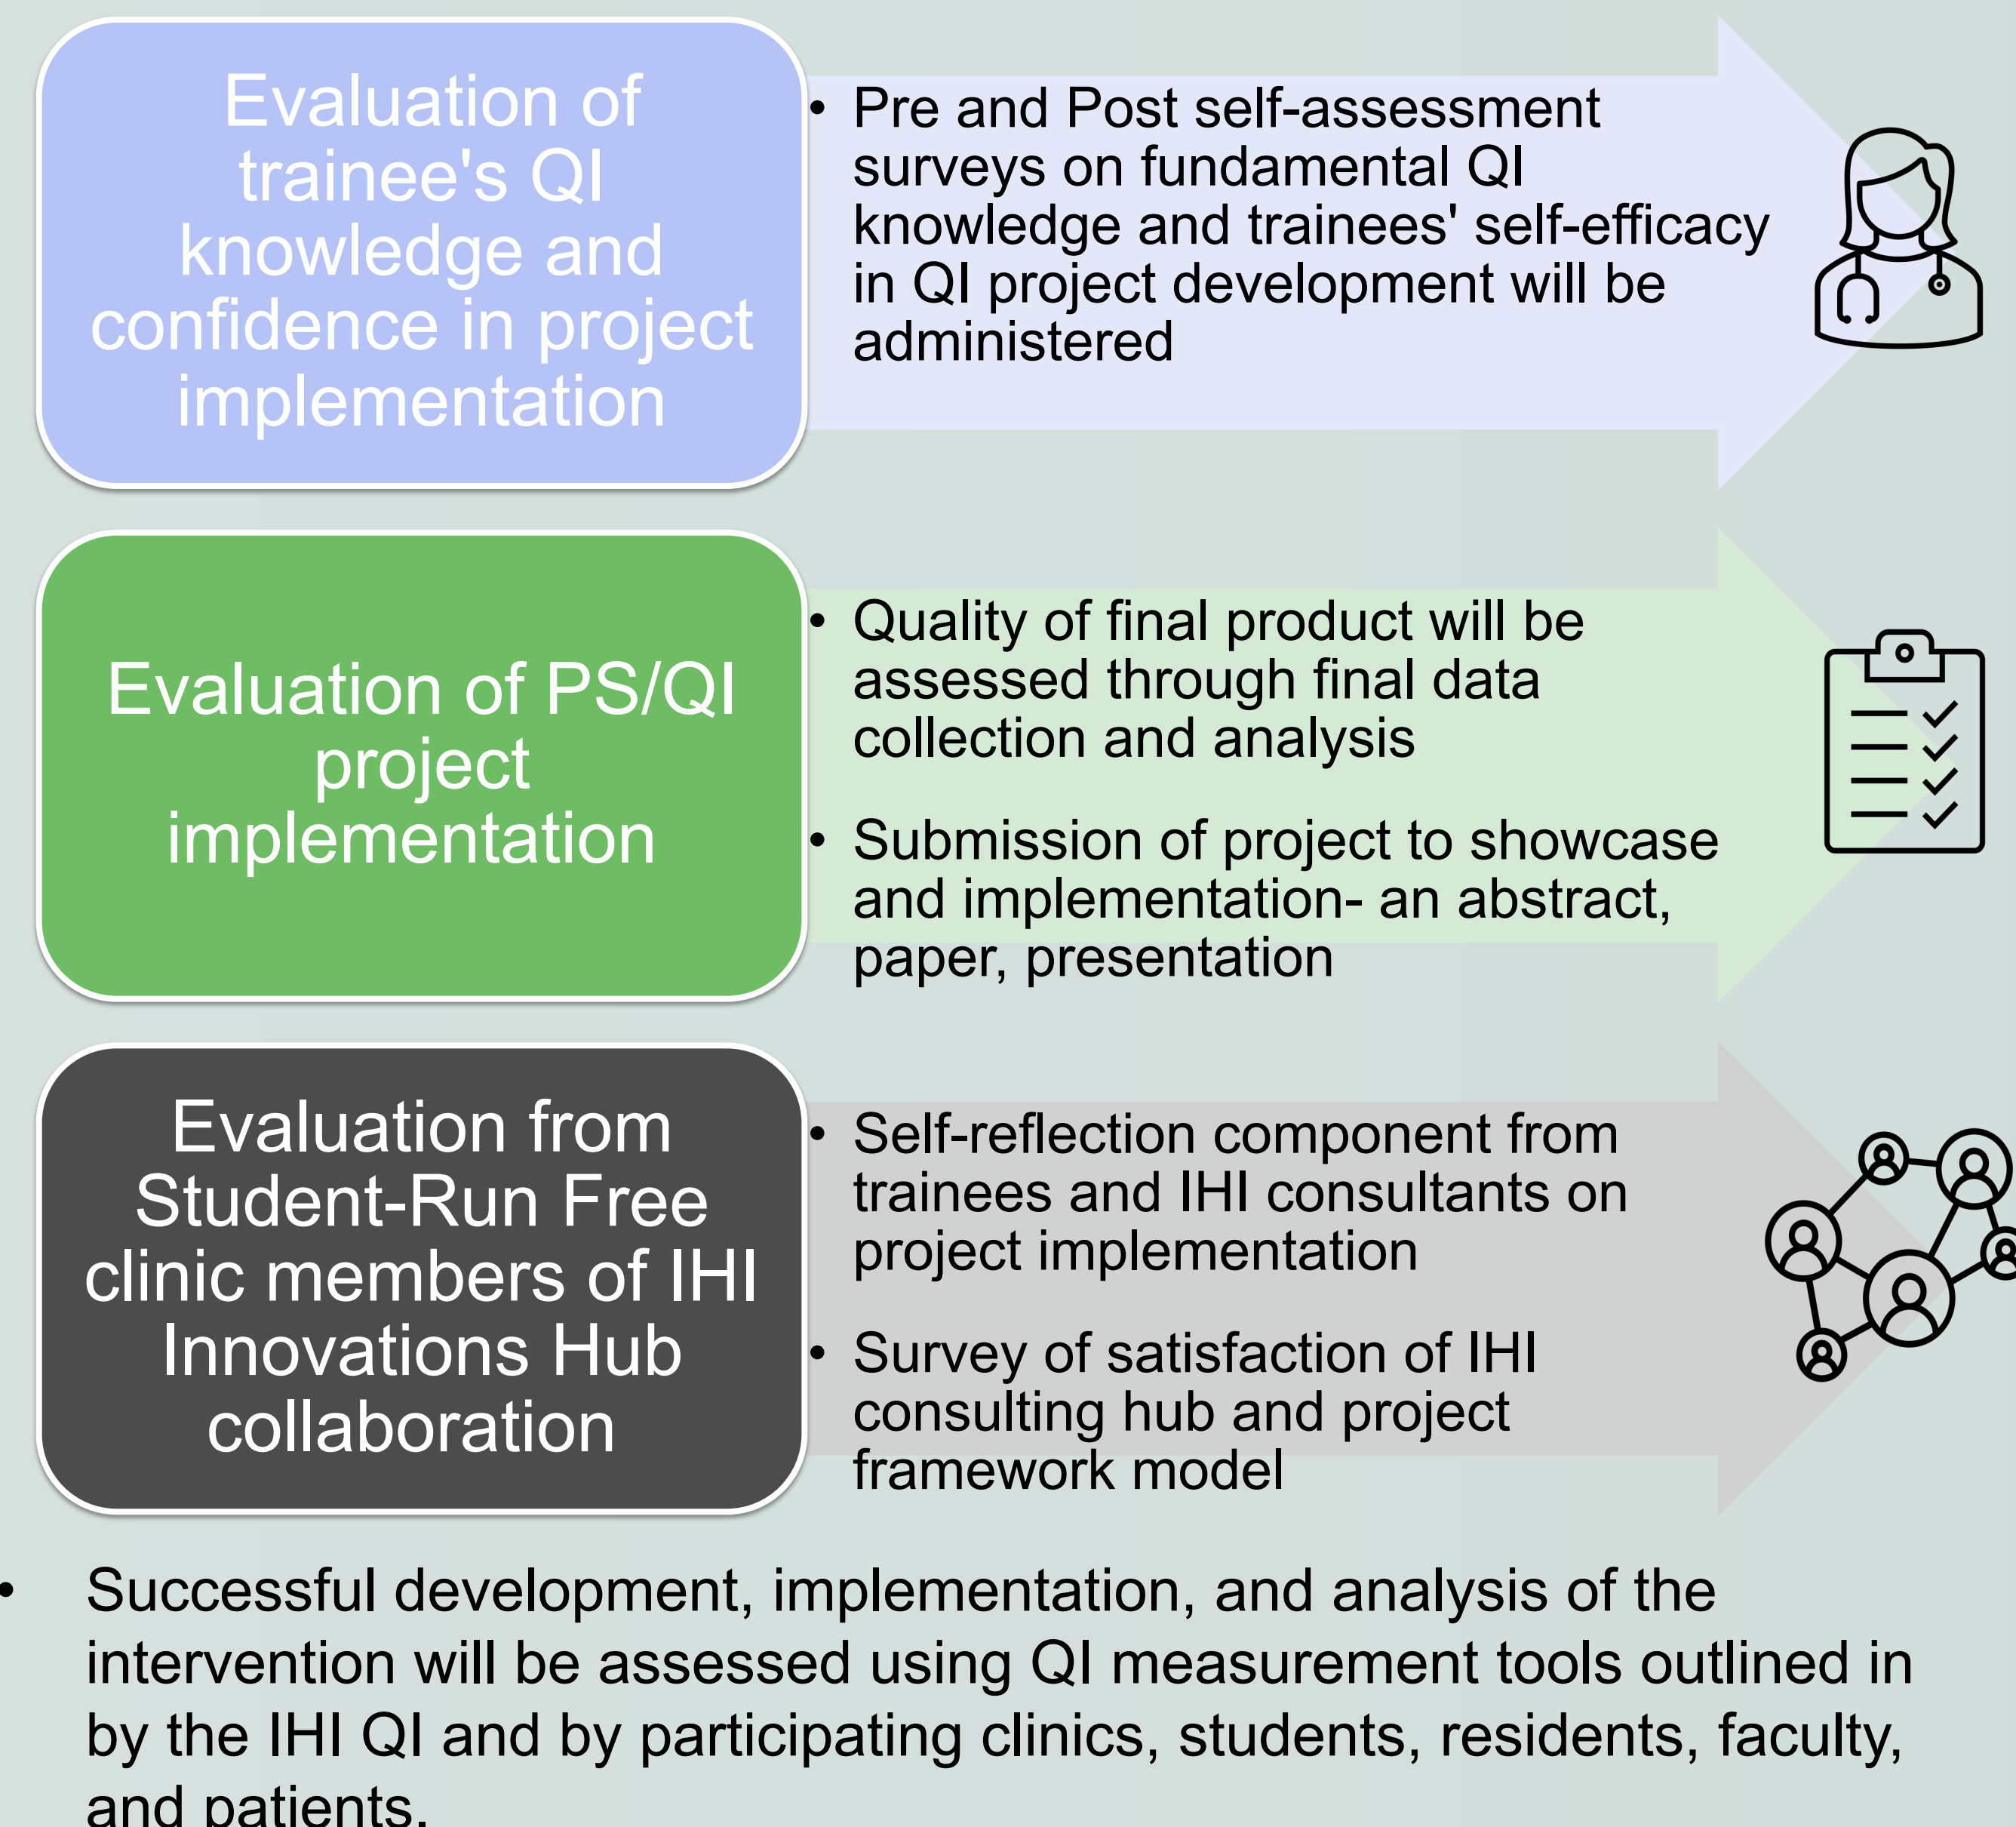 Evaluation of
trainee's QI
knowledge and
confidence in project
implementation
• Pre and Post self-assessment
surveys on fundamental QI
knowledge and trainees' self-efficacy
in QI project development will be
administered
Evaluation of PS/QI
project
implementation
• Quality of final product will be
assessed through final data
collection and analysis
• Submission of project to showcase
and implementation- an abstract,
paper, presentation
Evaluation from
Student-Run Free
clinic members of IHI
Innovations Hub
collaboration
• Self-reflection component from
trainees and IHI consultants on
project implementation
• Survey of satisfaction of IHI
consulting hub and project
framework model
• Successful development, implementation, and analysis of the
intervention will be assessed using QI measurement tools outlined in
by the IHI QI and by participating clinics, students, residents, faculty,
and patients.